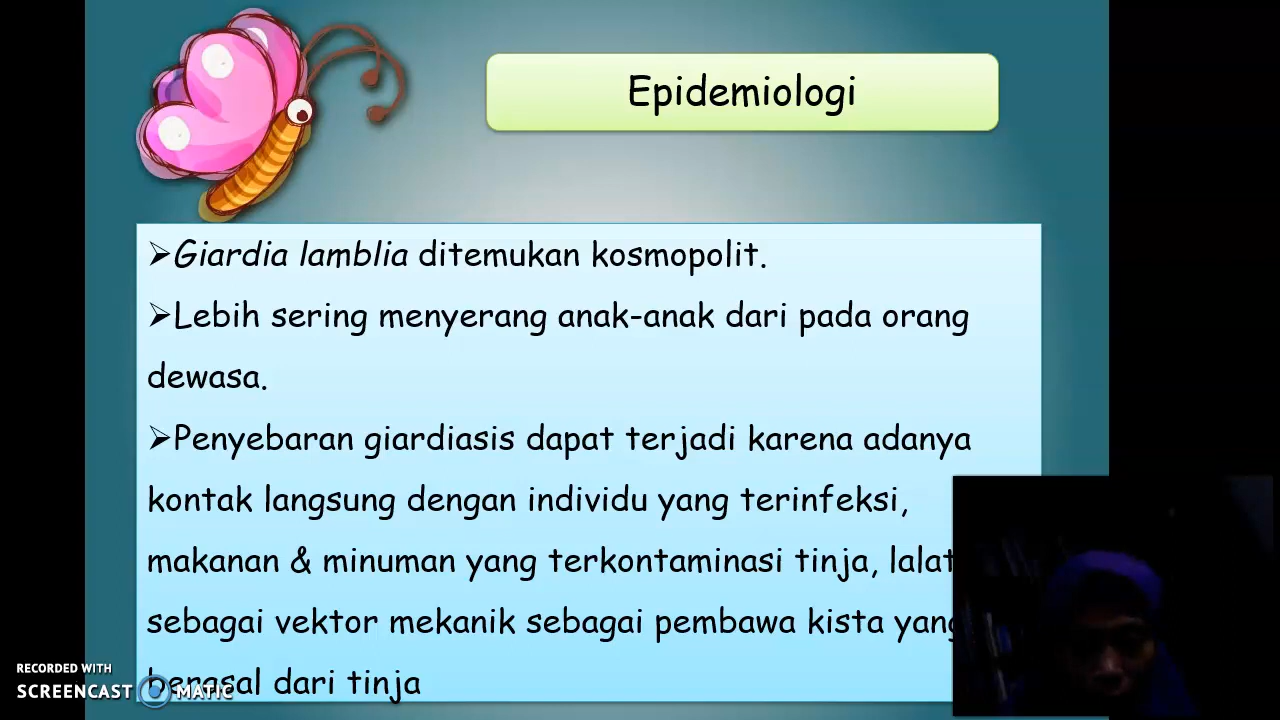 Epidemiologi
➢Giardia lamblia ditemukan kosmopolit.
➢Lebih sering menyerang anak-anak dari pada orang
dewasa.
➢Penyebaran giardiasis dapat terjadi karena adanya
kontak langsung dengan individu yang terinfeksi,
makanan & minuman yang terkontaminasi tinja, lalat
sebagai vektor mekanik sebagai pembawa kista yang
berasal dari tinja
RECORDED WITH
SCREENCAST MATIC